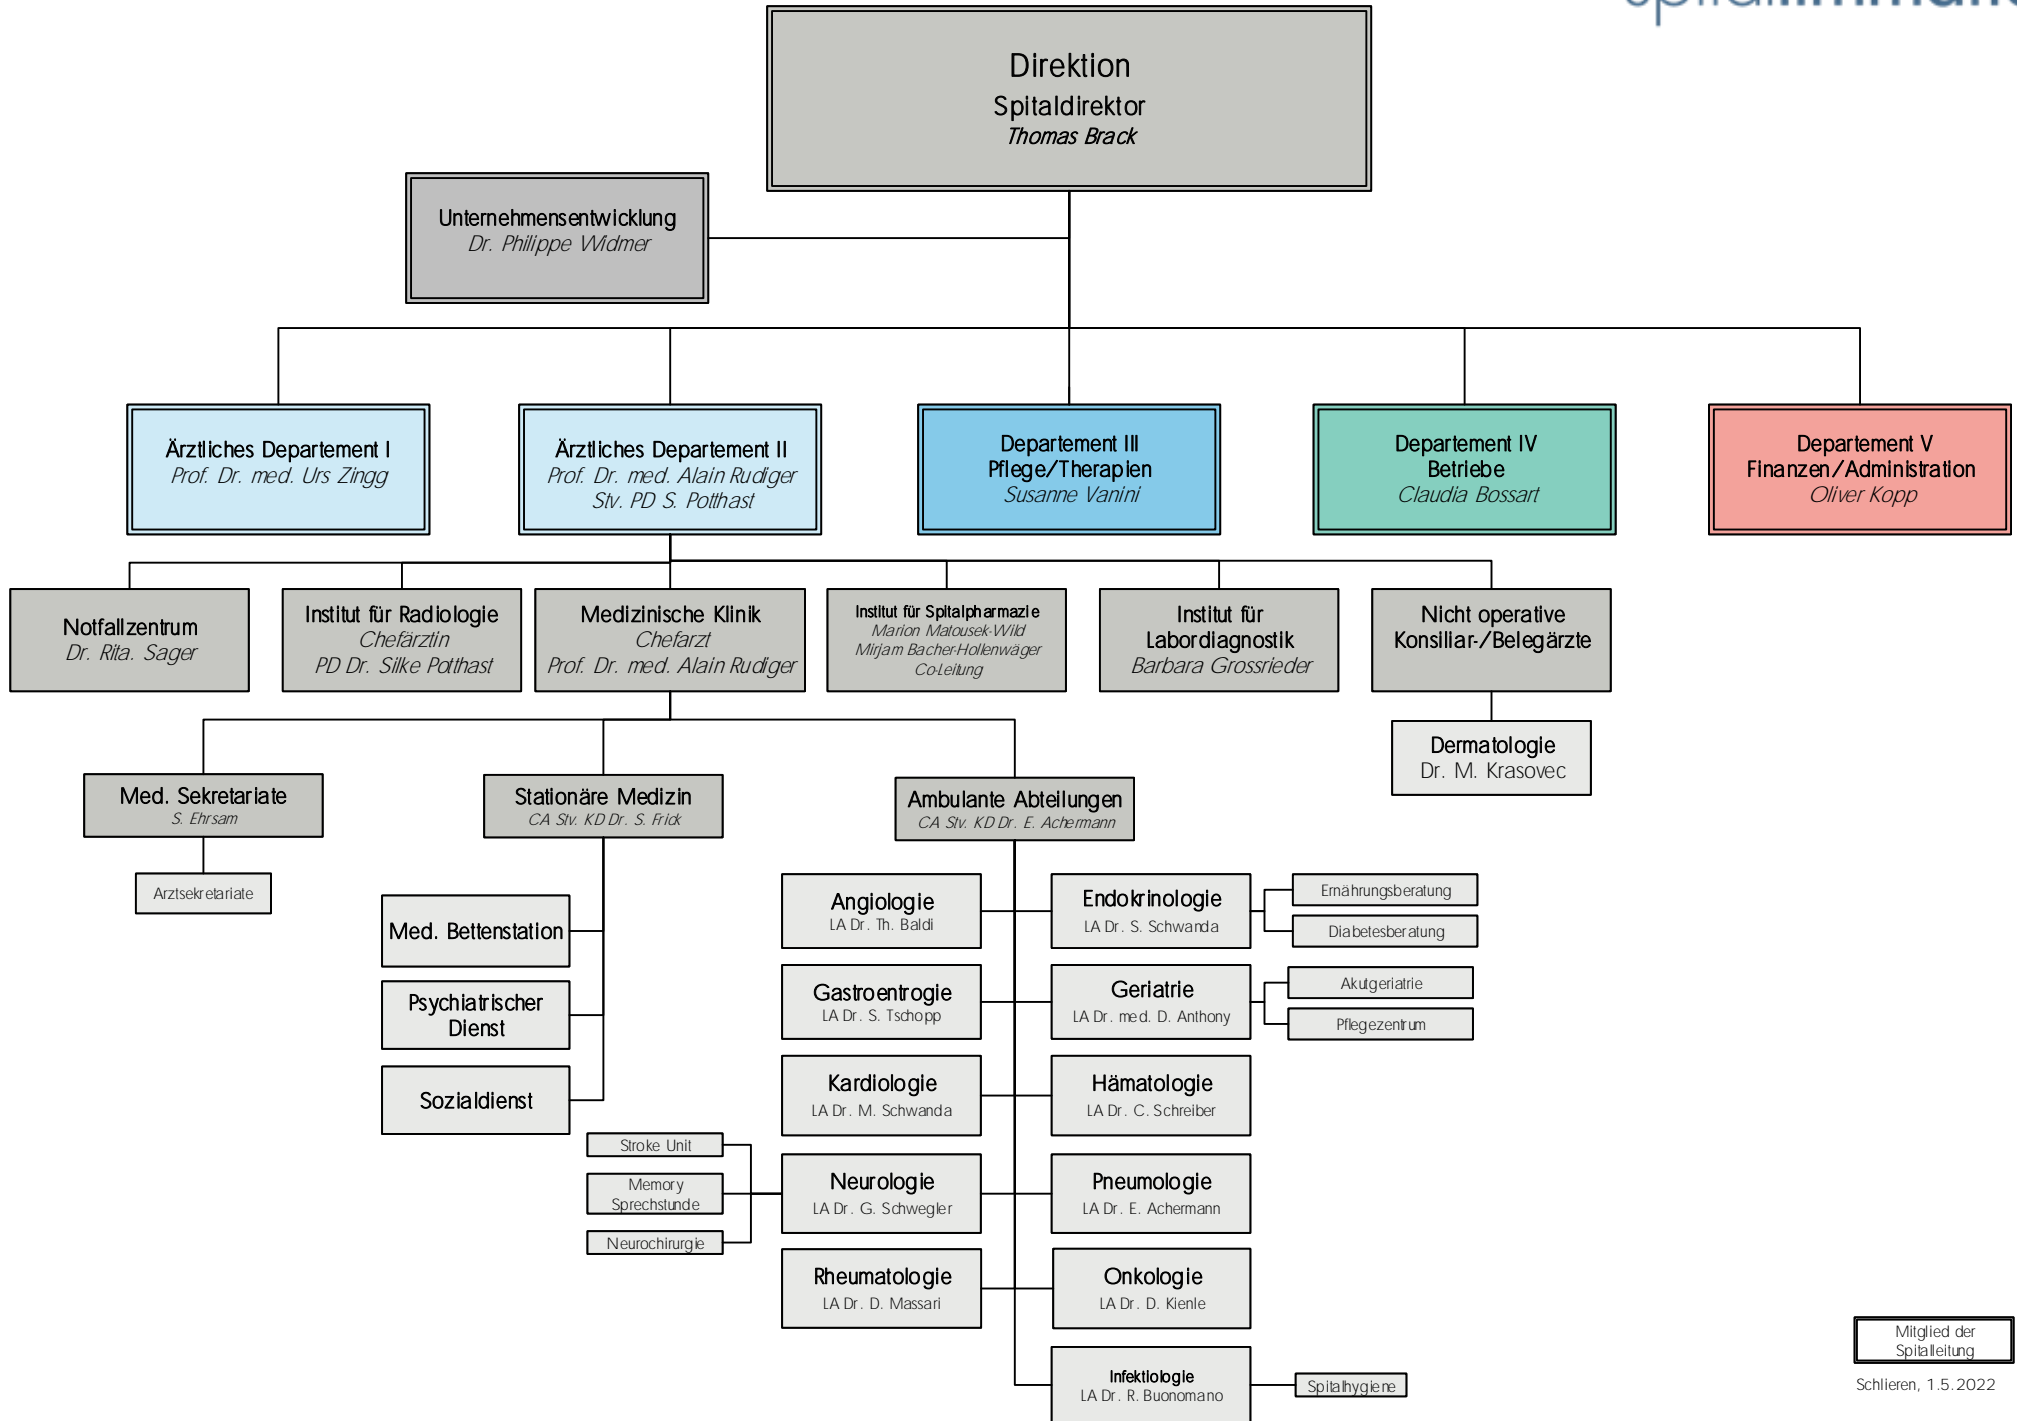 Direktion
Spitaldirektor
Thomas Brack
Unternehmensentwicklung
Dr. Philippe Widmer
Ärztliches Departement I
Prof. Dr. med. Urs Zingg
Ärztliches Departement II
Prof. Dr. med. Alain Rudiger
Stv. PD S. Potthast
Departement III
Pflege/Therapien
Susanne Vanini
Departement IV
Betriebe
Claudia Bossart
Departement V
Finanzen/Administration
Oliver Kopp
Notfallzentrum
Dr. Rita. Sager
Institut für Radiologie
Chefärztin
PD Dr. Silke Potthast
Medizinische Klinik
Chefarzt
Prof. Dr. med. Alain Rudiger
Institut für Spitalpharmazie
Marion Matousek-Wild
Mirjam Bacher-Hollenwäger
Co-Leitung
Institut für
Labordiagnostik
Barbara Grossrieder
Nicht operative
Konsiliar-/Belegärzte
Dermatologie
Dr. M. Krasovec
Med. Sekretariate
S. Ehrsam
Arztsekretariate
Stationäre Medizin
CA Stv. KD Dr. S. Frick
Med. Bettenstation
Psychiatrischer
Dienst
Sozialdienst
Ambulante Abteilungen
CA Stv. KD Dr. E. Achermann
Angiologie
LA Dr. Th. Baldi
Endokrinologie
LA Dr. S. Schwanda
Ernährungsberatung
Diabetesberatung
Gastroentrogie
LA Dr. S. Tschopp
Geriatrie
LA Dr. med. D. Anthony
Akutgeriatrie
Pflegezentrum
Kardiologie
LA Dr. M. Schwanda
Hämatologie
LA Dr. C. Schreiber
Stroke Unit
Memory
Sprechstunde
Neurochirurgie
Neurologie
LA Dr. G. Schwegler
Pneumologie
LA Dr. E. Achermann
Rheumatologie
LA Dr. D. Massari
Onkologie
LA Dr. D. Kienle
Infektiologie
LA Dr. R. Buonomano
Spitalhygiene
Mitglied der
Spitalleitung
Schlieren, 1.5.2022